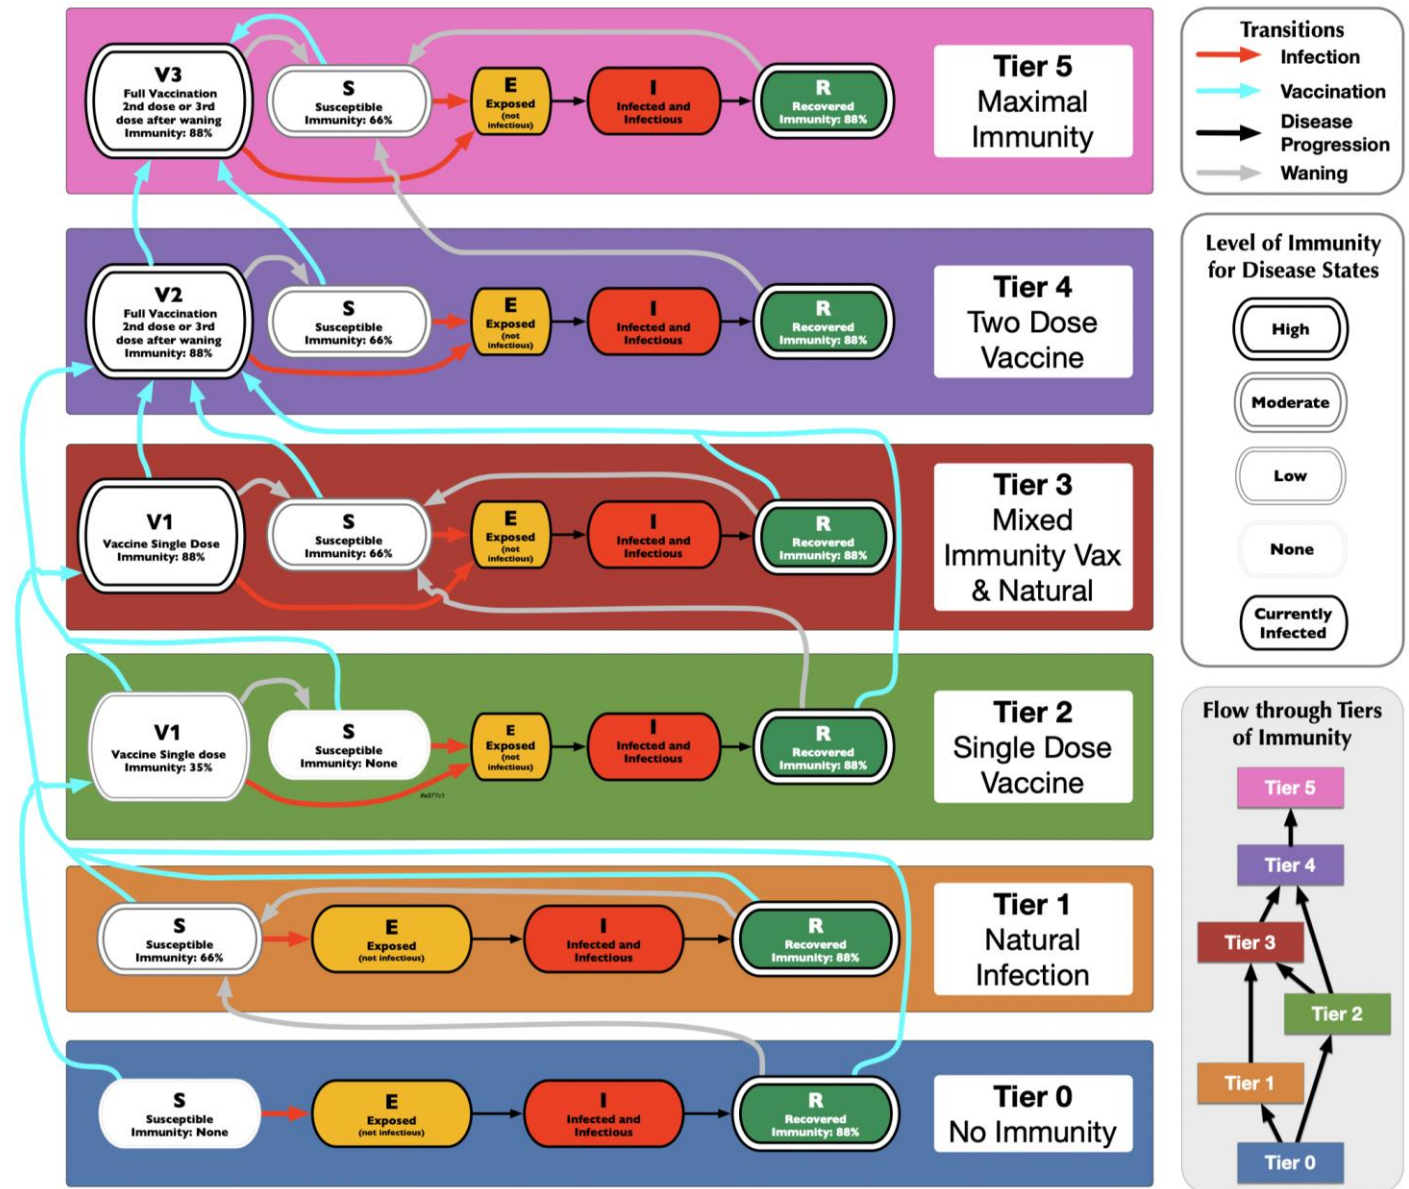 V3
Full Vaccination
2nd dose or 3rd
dose after waning
Immunity: 88%
S
Susceptible
Immunity: 66%
E
Exposed
(not
infectious)
I
Infected and
Infectious
R
Recovered
Immunity: 88%
Tier 5
Maximal
Immunity
V2
Full Vaccination
2nd dose or 3rd
dose after waning
Immunity: 88%
S
Susceptible
Immunity: 66%
E
Exposed
(not
infectious)
I
Infected and
Infectious
R
Recovered
Immunity: 88%
Tier 4
Two Dose
Vaccine
V1
Vaccine Single Dose
Immunity: 88%
S
Susceptible
Immunity: 66%
E
Exposed
(not
infectious)
I
Infected and
Infectious
R
Recovered
Immunity: 88%
Tier 3
Mixed
Immunity Vax
& Natural
V1
Vaccine Single dose
Immunity: 35%
S
Susceptible
Immunity: None
E
Exposed
(not
infectious)
I
Infected and
Infectious
R
Recovered
Immunity: 88%
Tier 2
Single Dose
Vaccine
S
Susceptible
Immunity: 66%
E
Exposed
(not infectious)
I
Infected and
Infectious
R
Recovered
Immunity: 88%
Tier 1
Natural
Infection
S
Susceptible
Immunity: None
E
Exposed
(not infectious)
I
Infected and
Infectious
R
Recovered
Immunity: 88%
Tier 0
No Immunity
Transitions
Infection
Vaccination
Disease
Progression
Waning
Level of Immunity
for Disease States
High
Moderate
Low
None
Currently
Infected
Flow through Tiers
of Immunity
Tier 5
Tier 4
Tier 3
Tier 2
Tier 1
Tier 0